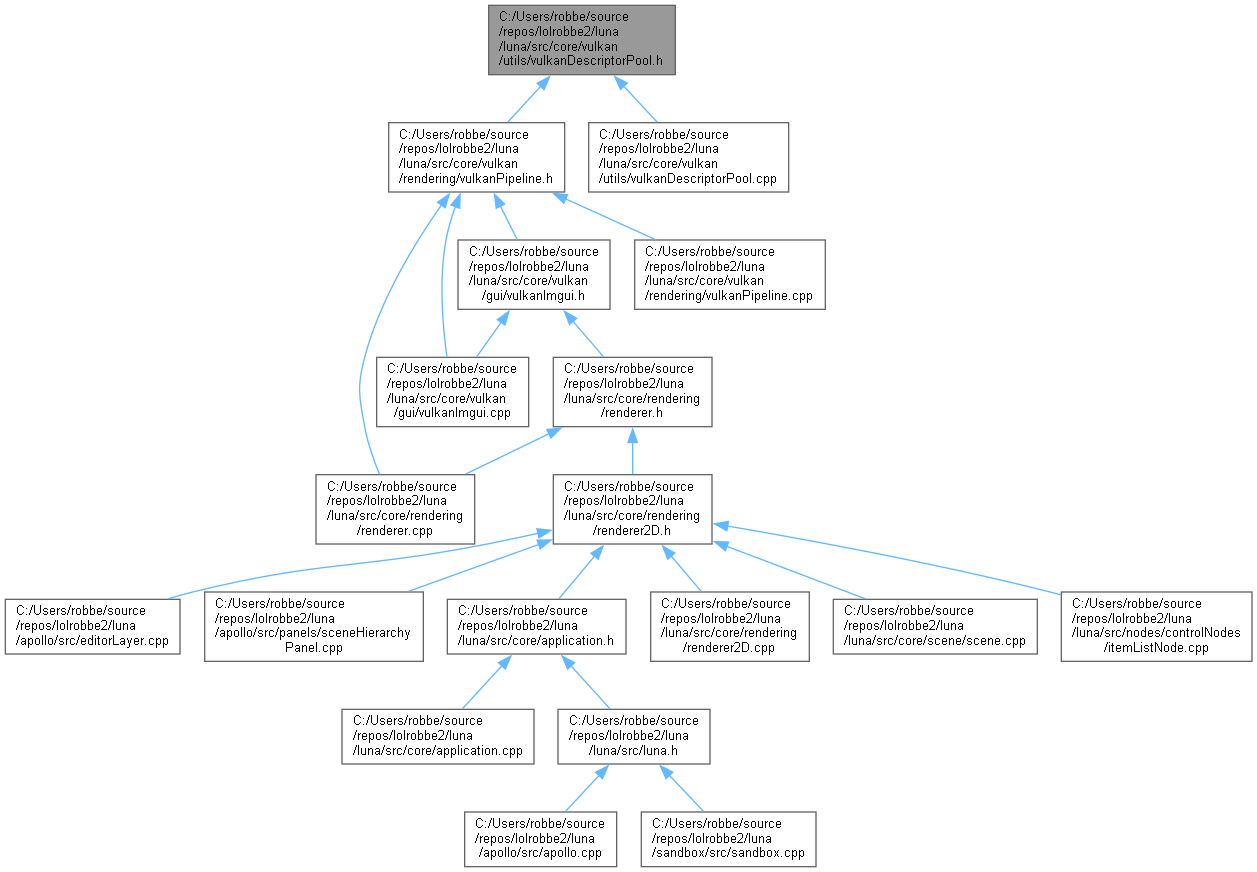 C:/Users/robbe/source
/repos/lolrobbe2/luna
/luna/src/core/vulkan
/utils/vulkanDescriptorPool.h
C:/Users/robbe/source
/repos/lolrobbe2/luna
/luna/src/core/vulkan
/rendering/vulkanPipeline.h
C:/Users/robbe/source
/repos/lolrobbe2/luna
/luna/src/core/vulkan
/utils/vulkanDescriptorPool.cpp
C:/Users/robbe/source
/repos/lolrobbe2/luna
/luna/src/core/vulkan
/gui/vulkanImgui.h
C:/Users/robbe/source
/repos/lolrobbe2/luna
/luna/src/core/vulkan
/rendering/vulkanPipeline.cpp
C:/Users/robbe/source
/repos/lolrobbe2/luna
/luna/src/core/vulkan
/gui/vulkanImgui.cpp
C:/Users/robbe/source
/repos/lolrobbe2/luna
/luna/src/core/rendering
/renderer.h
C:/Users/robbe/source
/repos/lolrobbe2/luna
/luna/src/core/rendering
/renderer.cpp
C:/Users/robbe/source
/repos/lolrobbe2/luna
/luna/src/core/rendering
/renderer2D.h
C:/Users/robbe/source
/repos/lolrobbe2/luna
/apollo/src/editorLayer.cpp
C:/Users/robbe/source
/repos/lolrobbe2/luna
/apollo/src/panels/sceneHierarchy
Panel.cpp
C:/Users/robbe/source
/repos/lolrobbe2/luna
/luna/src/core/application.h
C:/Users/robbe/source
/repos/lolrobbe2/luna
/luna/src/core/rendering
/renderer2D.cpp
C:/Users/robbe/source
/repos/lolrobbe2/luna
/luna/src/core/scene/scene.cpp
C:/Users/robbe/source
/repos/lolrobbe2/luna
/luna/src/nodes/controlNodes
/itemListNode.cpp
C:/Users/robbe/source
/repos/lolrobbe2/luna
/luna/src/core/application.cpp
C:/Users/robbe/source
/repos/lolrobbe2/luna
/luna/src/luna.h
C:/Users/robbe/source
/repos/lolrobbe2/luna
/apollo/src/apollo.cpp
C:/Users/robbe/source
/repos/lolrobbe2/luna
/sandbox/src/sandbox.cpp